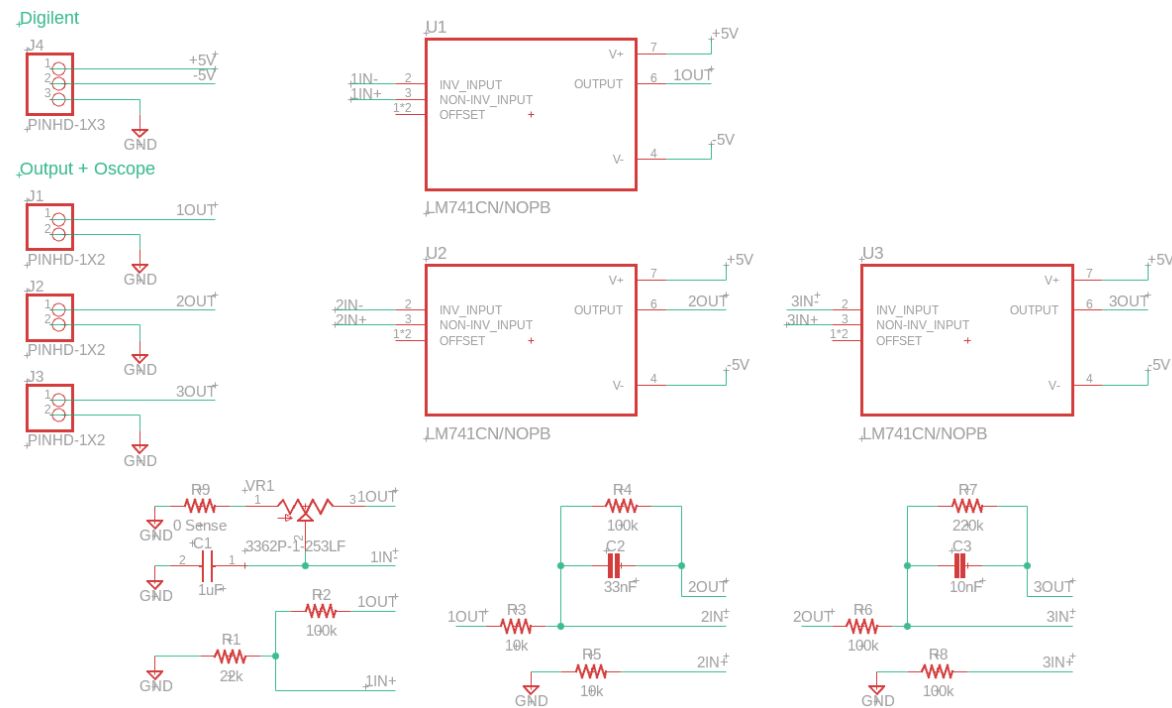 Digilent
J4
1
+5V
2
-5V
3
PINHD-1X3
GND
Output + Oscope
J1
1
1OUT
2
PINHD-1X2
GND
J2
1
2OUT
2
PINHD-1X2
GND
J3
1
3OUT
2
PINHD-1X2
GND
U1
V+
7
+5V
1IN-
2
INV_INPUT
OUTPUT
6
1OUT
1IN+
3
NON-INV_INPUT
1*2
OFFSET
V-
4
-5V
LM741CN/NOPB
U2
V+
7
+5V
2IN-
2
INV_INPUT
OUTPUT
6
2OUT
2IN+
3
NON-INV_INPUT
1*2
OFFSET
V-
4
-5V
LM741CN/NOPB
U3
V+
7
+5V
3IN-
2
INV_INPUT
OUTPUT
6
3OUT
3IN+
3
NON-INV_INPUT
1*2
OFFSET
V-
4
-5V
LM741CN/NOPB
R9
VR1
1
3
1OUT
GND
0 Sense
2
3362P-1-253LF
C1
2
1
1IN-
GND
1uF
R2
1OUT
100k
R1
22k
GND
1IN+
R4
100k
C2
33nF
2OUT
1OUT
R3
10k
2IN-
R5
10k
2IN+
GND
R7
220k
C3
10nF
3OUT
2OUT
R6
100k
3IN-
R8
100k
3IN+
GND